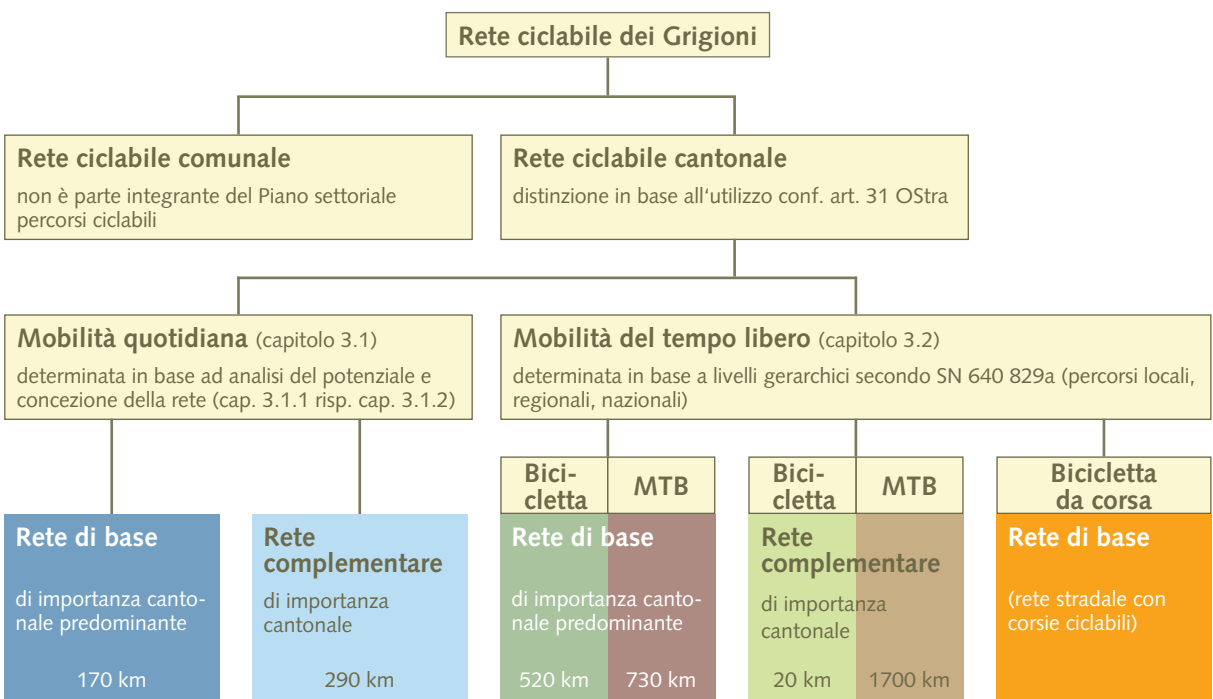 Rete ciclabile dei Grigioni
Rete ciclabile comunale
non è parte integrante del Piano settoriale
percorsi ciclabili
Rete ciclabile cantonale
distinzione in base all‘utilizzo conf. art. 31 OStra
Mobilità quotidiana (capitolo 3.1)
determinata in base ad analisi del potenziale e
concezione della rete (cap. 3.1.1 risp. cap. 3.1.2)
Mobilità del tempo libero (capitolo 3.2)
determinata in base a livelli gerarchici secondo SN 640 829a (percorsi locali,
regionali, nazionali)
Rete di base
di importanza canto-
nale predominante
170 km
Rete
complementare
di importanza
cantonale
290 km
Bici-
cletta
MTB
Rete di base
di importanza canto-
nale predominante
520 km
730 km
Bici-
cletta
MTB
Rete
complementare
di importanza
cantonale
20 km
1700 km
Bicicletta
da corsa
Rete di base
(rete stradale con
corsie ciclabili)